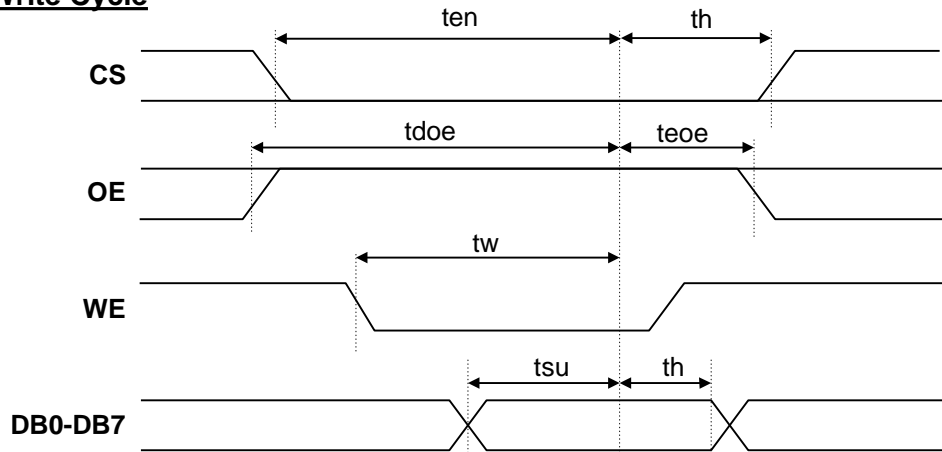 Write Cycle
ten th
CS
tdoe teoe
OE
tw
WE
tsu th
DB0-DB7